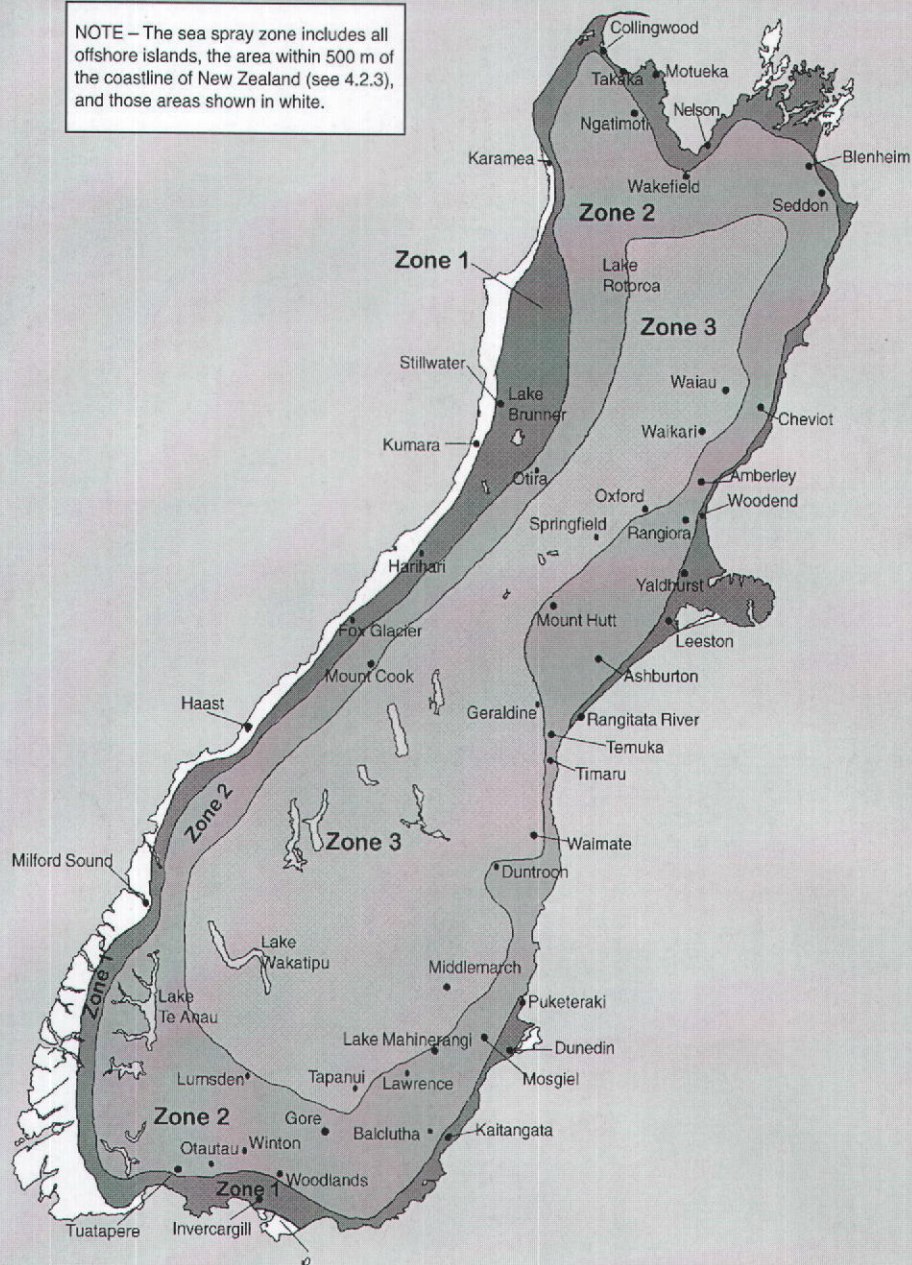 NOTE – The sea spray zone includes all
offshore islands, the area within 500 m of
the coastline of New Zealand (see 4.2.3),
and those areas shown in white.
Collingwood
Takaka
Motueka
Ngatimoti
Nelson
Karamea
Blenheim
Wakefield
Seddon
Zone 2
Zone 1
Lake
Rotoroa
Zone 3
Stillwater
Waiau
Lake
Brunner
Cheviot
Kumara
Waikari
Otira
Amberley
Oxford
Woodend
Springfield
Rangiora
Harihari
Yaldhurst
Mount Hutt
Fox Glacier
Leeston
Mount Cook
Ashburton
Haast
Geraldine
Rangitata River
Temuka
Timaru
Zone 2
Zone 3
Waimate
Milford Sound
Duntroon
Lake
Wakatipu
Middlemarch
Zone 1
Lake
Te Anau
Puketeraki
Lake Mahinerangi
Dunedin
Mosgiel
Lumsden
Tapanui
Lawrence
Zone 2
Gore
Balclutha
Kaitangata
Otautau
Winton
Woodlands
Zone 1
Tuatapere
Invercargill